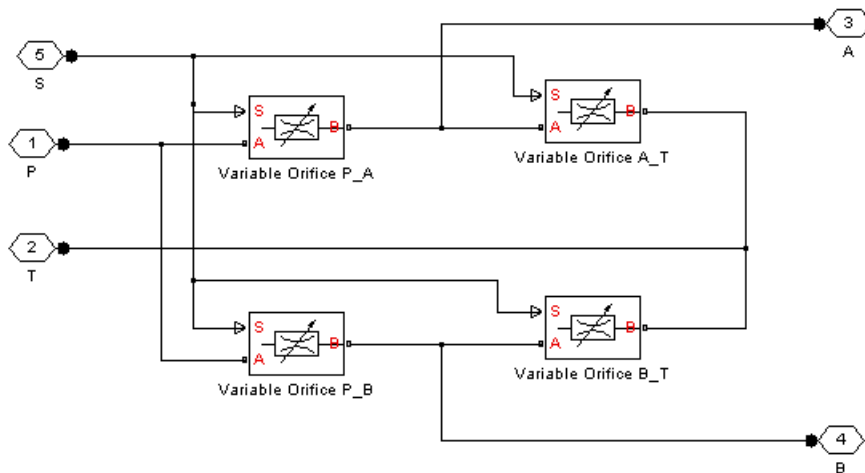 3
A
5
S
S
B
A
Variable Orifice A_T
S
B
A
Variable Orifice P_A
1
P
2
T
S
B
A
Variable Orifice B_T
S
B
A
Variable Orifice P_B
4
B